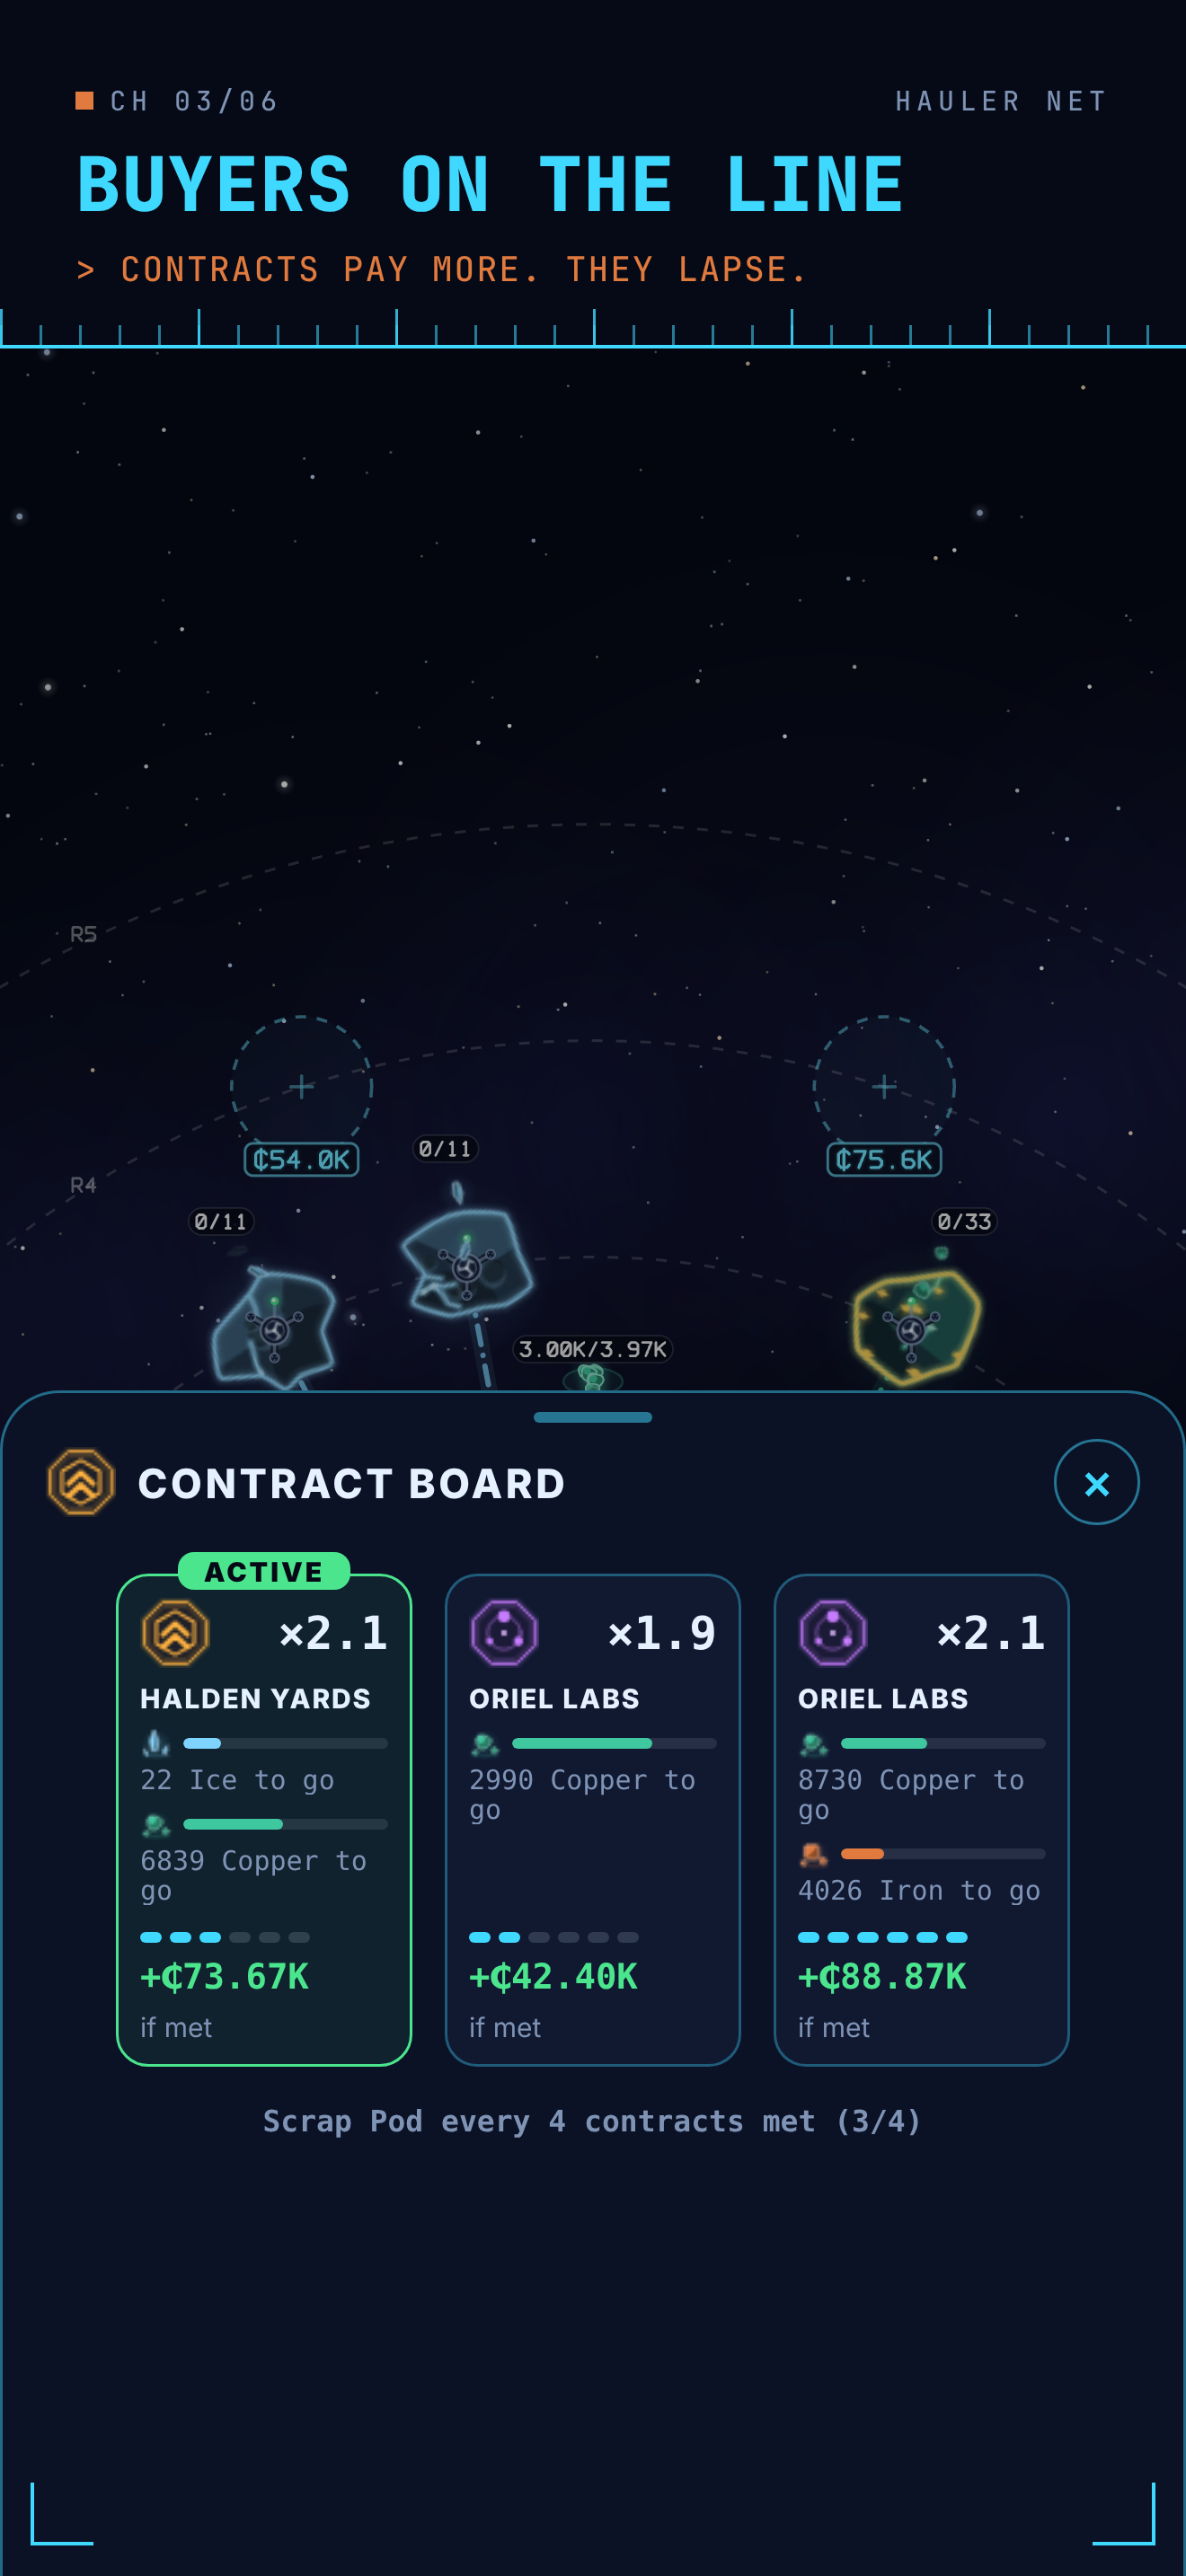 CH 03/06
HAULER NET
BUYERS ON THE LINE
> CONTRACTS PAY MORE. THEY LAPSE.
R5
₵54.0K
0/11
₵75.6K
R4
0/11
0/33
3.00K/3.97K
CONTRACT BOARD
×
ACTIVE
×2.1
HALDEN YARDS
22 Ice to go
6839 Copper to
go
+₵73.67K
if met
×1.9
ORIEL LABS
2990 Copper to
go
+₵42.40K
if met
×2.1
ORIEL LABS
8730 Copper to
go
4026 Iron to go
+₵88.87K
if met
Scrap Pod every 4 contracts met (3/4)